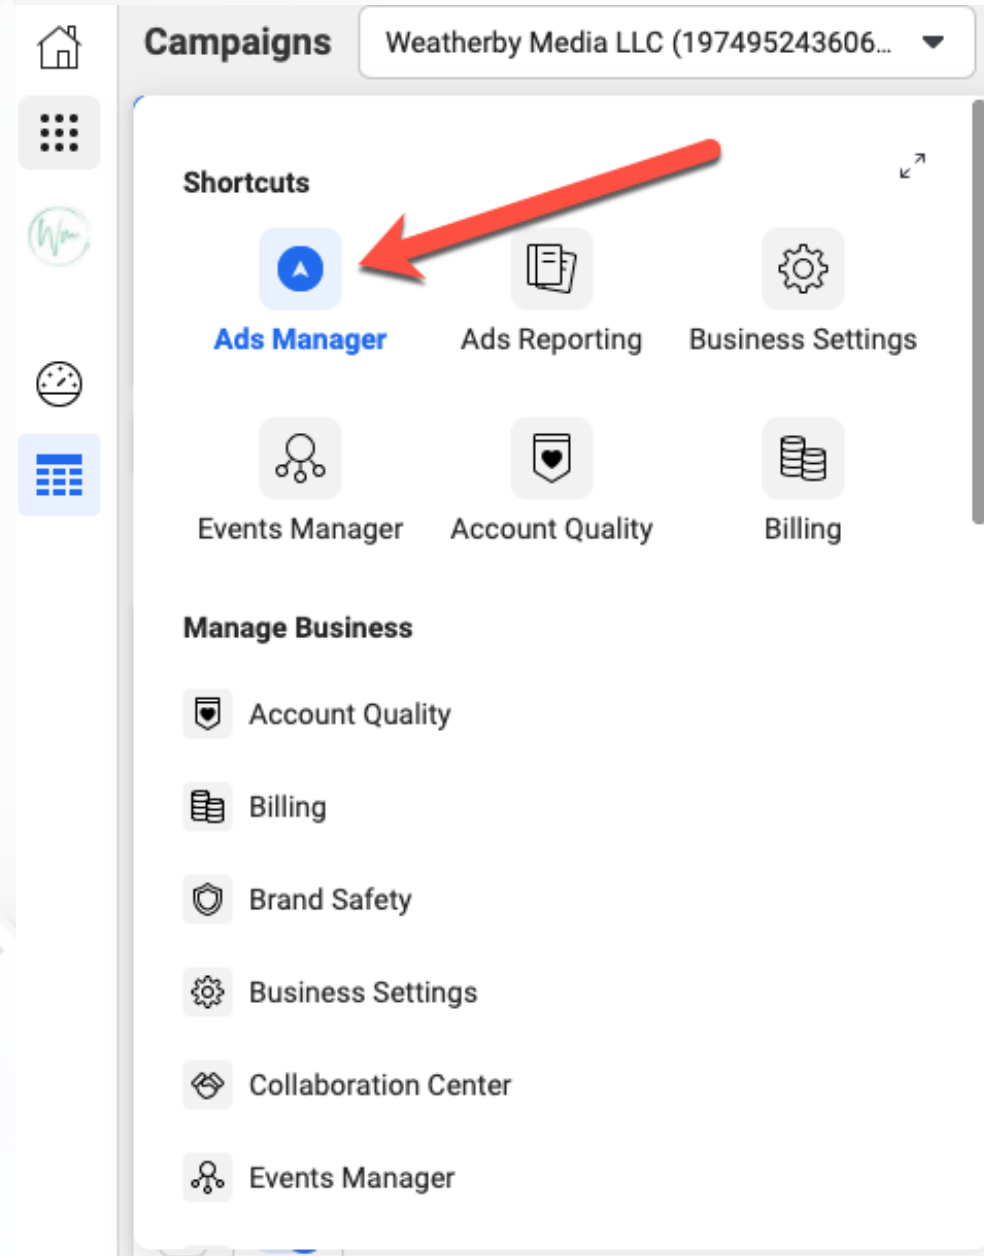 Campaigns
Weatherby Media LLC (197495243606...
Shortcuts
Ads Manager
Ads Reporting
Business Settings
Events Manager
Account Quality
Billing
Manage Business
Account Quality
Billing
Brand Safety
Business Settings
Collaboration Center
Events Manager
Wm